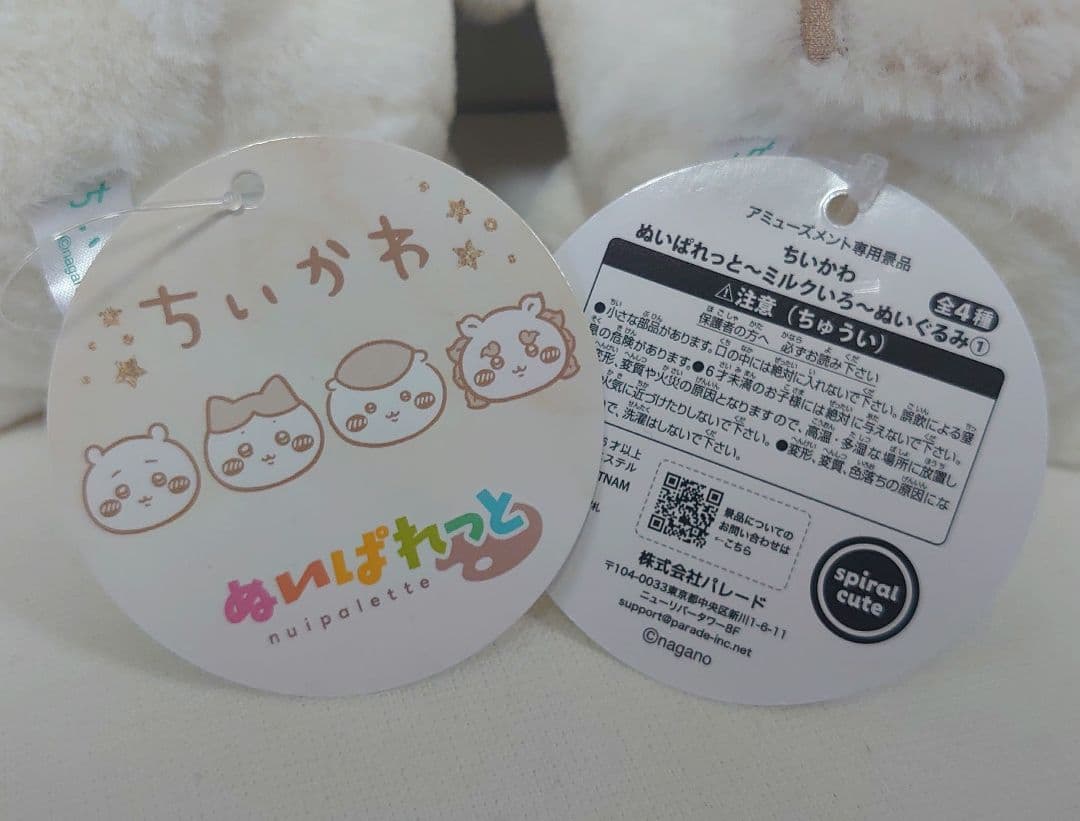 ちいかわ
ぬいぱれっと
nuipalette
©nagano
アミューズメント専用景品
ちいかわ
ぬいぱれっと～ミルクいろ～ぬいぐるみ①
全4種
⚠注意（ちゅうい）
保護者の方へ 必ずお読み下さい
●小さな部品があります。口の中には絶対に入れないで下さい。誤飲による窒
息の危険があります。●6才未満のお子様には絶対に与えないで下さい。
変形、変質や火災の原因となりますので、高温・多湿な場所に放置し
火気に近づけたりしないで下さい。●変形、変質、色落ちの原因にな
で、洗濯はしないで下さい。
才以上
ステル
TNAM
景品についての
お問い合わせは
←こちら
spiral
cute
株式会社パレード
〒104-0033東京都中央区新川1-6-11
ニューリバータワー8F
support@parade-inc.net
©nagano